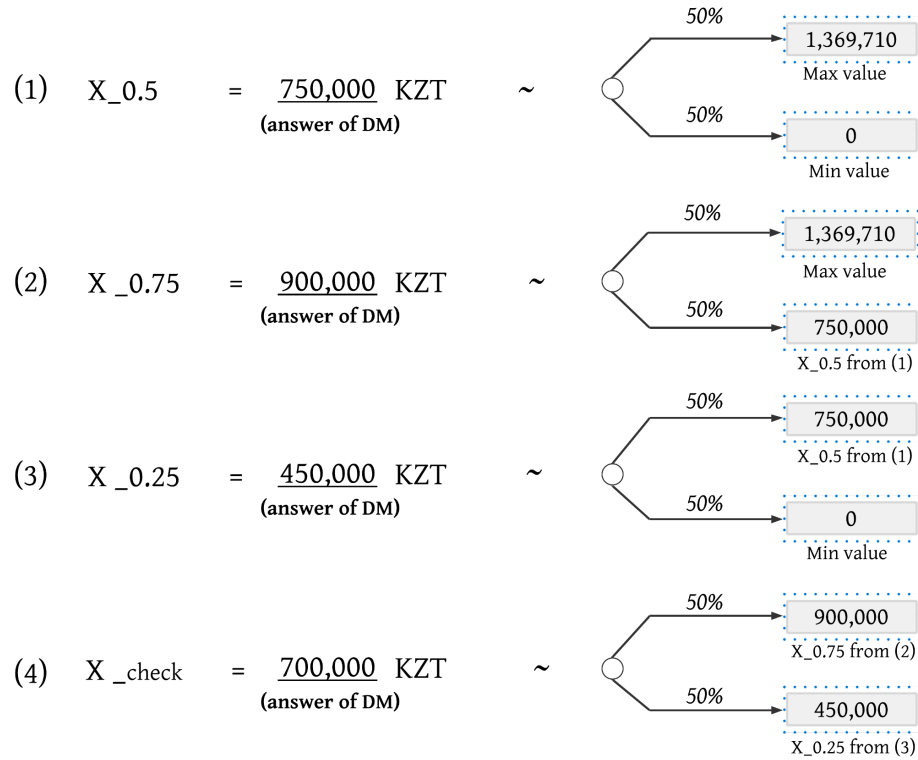 50%
1,369,710
(1) X_0.5 = 750,000 KZT ~
Max value
(answer of DM)
50%
0
Min value
50%
1,369,710
(2) X _0.75 = 900,000 KZT ~
Max value
(answer of DM)
50%
750,000
X_0.5 from (1)
50%
750,000
(3) X _0.25 = 450,000 KZT ~
X_0.5 from (1)
(answer of DM)
50%
0
Min value
50%
900,000
(4) X _check = 700,000 KZT ~
X_0.75 from (2)
(answer of DM)
50%
450,000
X_0.25 from (3)